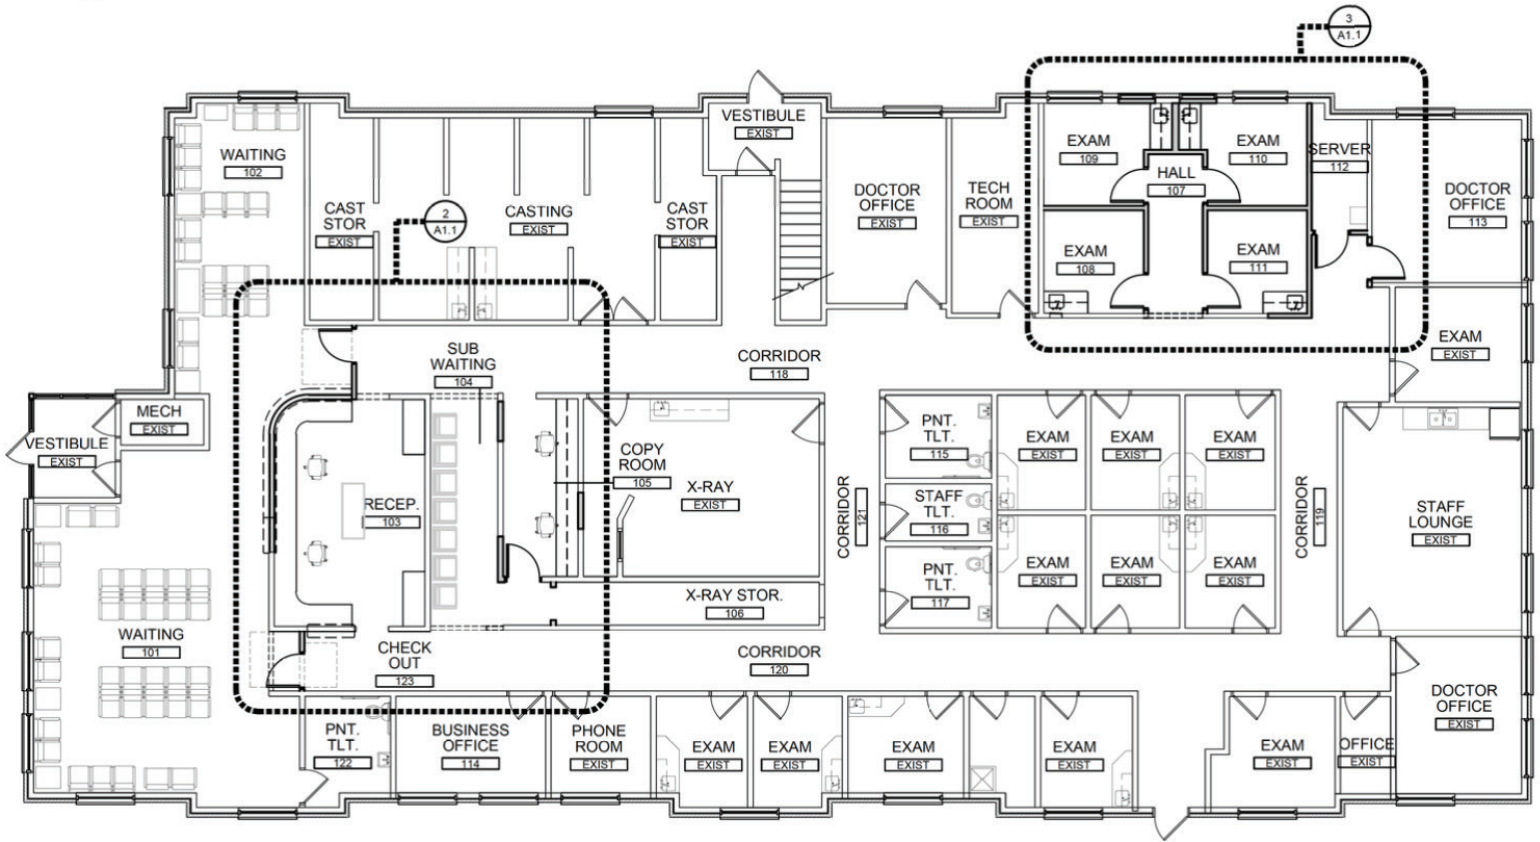 3
A1.1
VESTIBULE
EXIST
WAITING
102
EXAM
109
EXAM
110
SERVER
112
HALL
107
CAST
STOR
EXIST
2
A1.1
CASTING
EXIST
CAST
STOR
EXIST
DOCTOR
OFFICE
EXIST
TECH
ROOM
EXIST
DOCTOR
OFFICE
113
EXAM
108
EXAM
111
SUB
WAITING
104
CORRIDOR
118
EXAM
EXIST
MECH
EXIST
VESTIBULE
EXIST
RECEP.
103
COPY
ROOM
105
X-RAY
EXIST
CORRIDOR
121
PNT.
TLT.
115
STAFF
TLT.
116
PNT.
TLT.
117
EXAM
EXIST
EXAM
EXIST
EXAM
EXIST
EXAM
EXIST
EXAM
EXIST
EXAM
EXIST
CORRIDOR
119
STAFF
LOUNGE
EXIST
X-RAY STOR.
106
WAITING
101
CHECK
OUT
123
CORRIDOR
120
PNT.
TLT.
122
BUSINESS
OFFICE
114
PHONE
ROOM
EXIST
EXAM
EXIST
EXAM
EXIST
EXAM
EXIST
EXAM
EXIST
EXAM
EXIST
OFFICE
EXIST
DOCTOR
OFFICE
EXIST